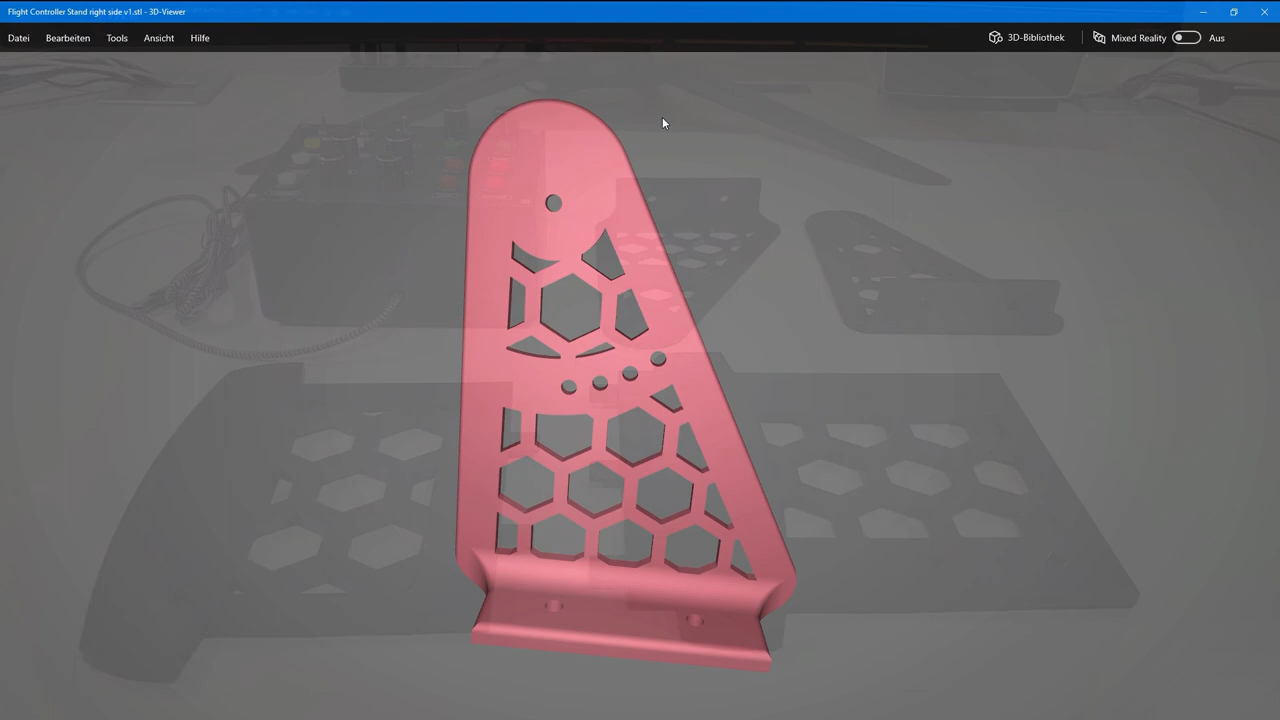 Flight Controller Stand right side v1.stl - 3D-Viewer
Datei Bearbeiten Tools Ansicht Hilfe 3D-Bibliothek Mixed Reality Aus